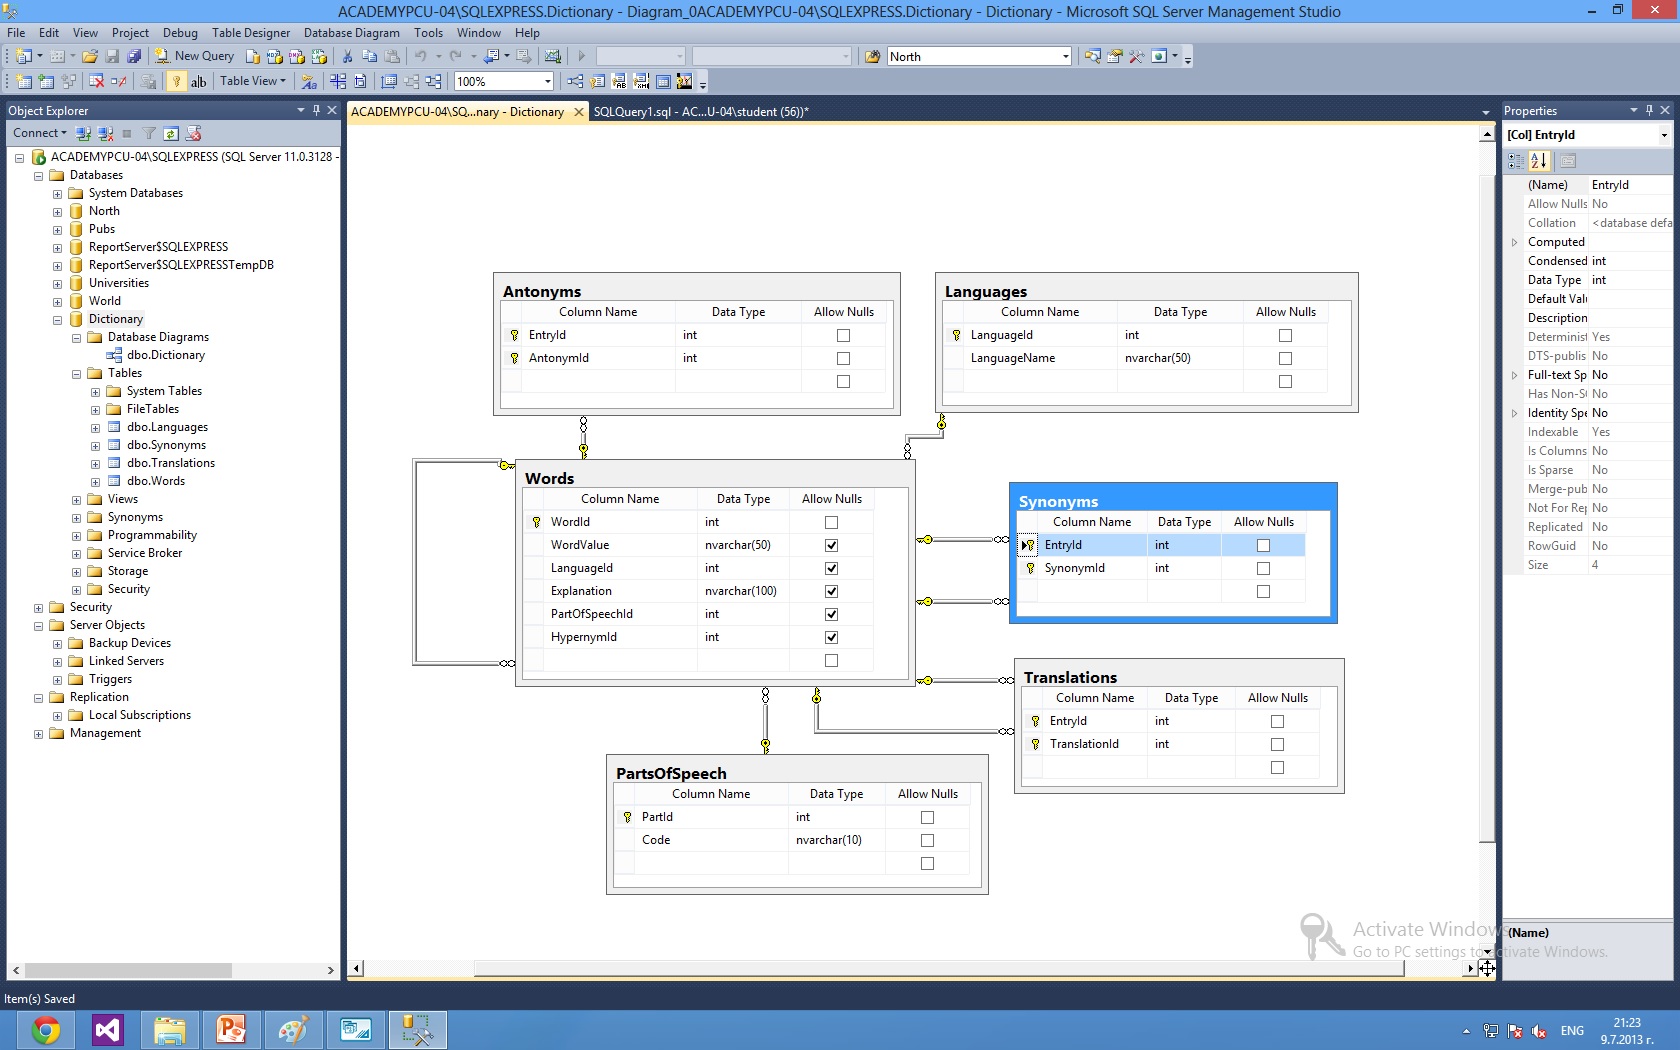 ACADEMYPCU-04\SQLEXPRESS.Dictionary - Diagram_0ACADEMYPCU-04\SQLEXPRESS.Dictionary - Dictionary - Microsoft SQL Server Management Studio
File Edit View Project Debug Table Designer Database Diagram Tools Window Help
New Query North
Table View 100%
Object Explorer
Connect
ACADEMYPCU-04\SQLEXPRESS (SQL Server 11.0.3128 -
Databases
System Databases
North
Pubs
ReportServer$SQLEXPRESS
ReportServer$SQLEXPRESSTempDB
Universities
World
Dictionary
Database Diagrams
dbo.Dictionary
Tables
System Tables
FileTables
dbo.Languages
dbo.Synonyms
dbo.Translations
dbo.Words
Views
Synonyms
Programmability
Service Broker
Storage
Security
Security
Server Objects
Backup Devices
Linked Servers
Triggers
Replication
Local Subscriptions
Management
ACADEMYPCU-04\SQ...nary - Dictionary SQLQuery1.sql - AC...U-04\student (56))*
Antonyms
Column Name Data Type Allow Nulls
EntryId int
AntonymId int
Languages
Column Name Data Type Allow Nulls
LanguageId int
LanguageName nvarchar(50)
Words
Column Name Data Type Allow Nulls
WordId int
WordValue nvarchar(50)
LanguageId int
Explanation nvarchar(100)
PartOfSpeechId int
HypernymId int
Synonyms
Column Name Data Type Allow Nulls
EntryId int
SynonymId int
Translations
Column Name Data Type Allow Nulls
EntryId int
TranslationId int
PartsOfSpeech
Column Name Data Type Allow Nulls
PartId int
Code nvarchar(10)
Properties
[Col] EntryId
(Name) EntryId
Allow Nulls No
Collation <database defa
Computed
Condensed int
Data Type int
Default Valu
Description
Determinist Yes
DTS-publis No
Full-text Sp No
Has Non-S No
Identity Spe No
Indexable Yes
Is Columns No
Is Sparse No
Merge-pub No
Not For Rep No
Replicated No
RowGuid No
Size 4
(Name)
Activate Windows
Go to PC settings to activate Windows.
Item(s) Saved
ENG
21:23
9.7.2013 г.